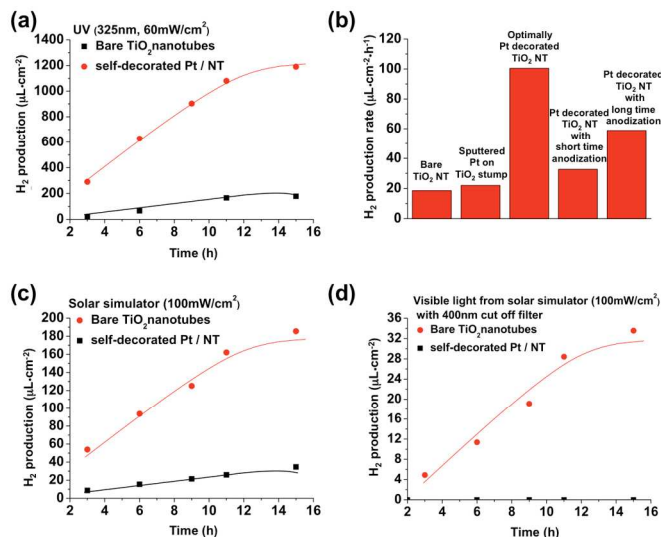 (a)
UV (325nm, 60mW/cm²)
Bare TiO₂nanotubes
self-decorated Pt / NT
H₂ production (μL-cm⁻²)
1400
1200
1000
800
600
400
200
0
2 4 6 8 10 12 14 16
Time (h)
(b)
H₂ production rate (μL-cm⁻²-h⁻¹)
140
120
100
80
60
40
20
0
Bare
TiO₂ NT
Sputtered
Pt on
TiO₂ stump
Optimally
Pt decorated
TiO₂ NT
Pt decorated
TiO₂ NT
with
short time
anodization
Pt decorated
TiO₂ NT
with
long time
anodization
(c)
Solar simulator (100mW/cm²)
Bare TiO₂nanotubes
self-decorated Pt / NT
H₂ production (μL-cm⁻²)
200
180
160
140
120
100
80
60
40
20
0
2 4 6 8 10 12 14 16
Time (h)
(d)
Visible light from solar simulator (100mW/cm²)
with 400nm cut off filter
Bare TiO₂nanotubes
self-decorated Pt / NT
H₂ production (μL-cm⁻²)
36
32
28
24
20
16
12
8
4
0
2 4 6 8 10 12 14 16
Time (h)